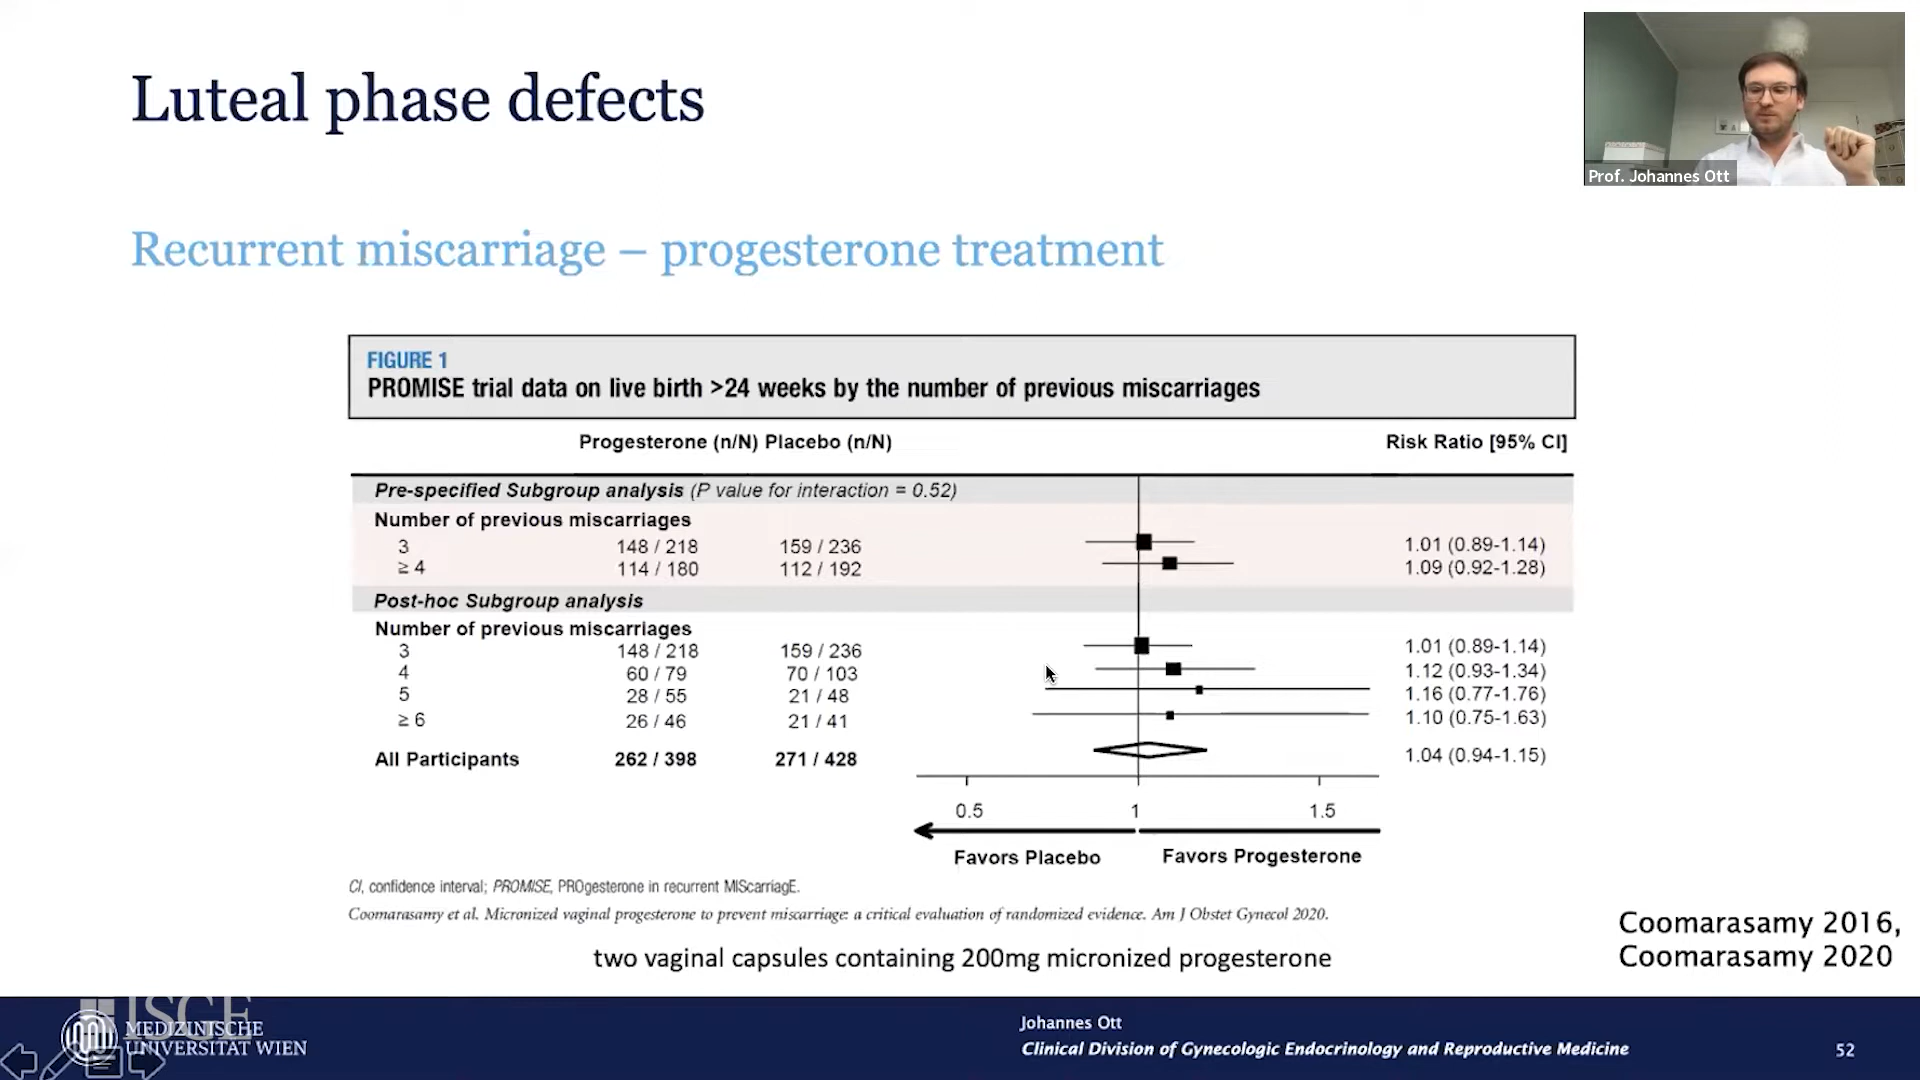 Luteal phase defects
Prof. Johannes Ott
Recurrent miscarriage – progesterone treatment
FIGURE 1
PROMISE trial data on live birth >24 weeks by the number of previous miscarriages
Progesterone (n/N) Placebo (n/N) Risk Ratio [95% CI]
Pre-specified Subgroup analysis (P value for interaction = 0.52)
Number of previous miscarriages
3 148 / 218 159 / 236 1.01 (0.89-1.14)
≥ 4 114 / 180 112 / 192 1.09 (0.92-1.28)
Post-hoc Subgroup analysis
Number of previous miscarriages
3 148 / 218 159 / 236 1.01 (0.89-1.14)
4 60 / 79 70 / 103 1.12 (0.93-1.34)
5 28 / 55 21 / 48 1.16 (0.77-1.76)
≥ 6 26 / 46 21 / 41 1.10 (0.75-1.63)
All Participants 262 / 398 271 / 428 1.04 (0.94-1.15)
0.5 1 1.5
Favors Placebo Favors Progesterone
CI, confidence interval; PROMISE, PROgesterone in recurrent MIScarriagE.
Coomarasamy et al. Micronized vaginal progesterone to prevent miscarriage: a critical evaluation of randomized evidence. Am J Obstet Gynecol 2020.
Coomarasamy 2016,
Coomarasamy 2020
two vaginal capsules containing 200mg micronized progesterone
ISGE
MEDIZINISCHE
UNIVERSITÄT WIEN
Johannes Ott
Clinical Division of Gynecologic Endocrinology and Reproductive Medicine
52